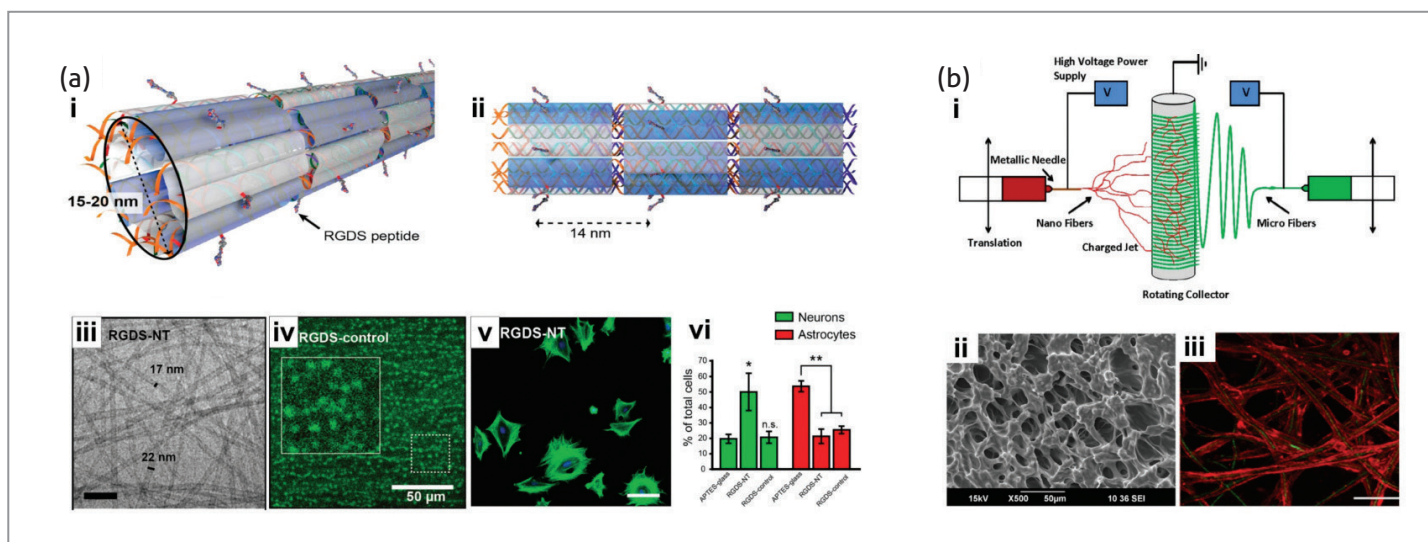 (a)
i
15-20 nm
RGDS peptide
ii
14 nm
iii
RGDS-NT
17 nm
22 nm
iv
RGDS-control
50 µm
v
RGDS-NT
vi
Neurons
Astrocytes
% of total cells
70
60
50
40
30
20
10
0
*
n.s.
**
APTES-glass
RGDS-NT
RGDS-control
APTES-glass
RGDS-NT
RGDS-control
(b)
i
High Voltage Power
Supply
V
V
Metallic Needle
Nano Fibers
Micro Fibers
Translation
Charged Jet
Rotating Collector
ii
15kV X500 50µm 10 36 SEI
iii